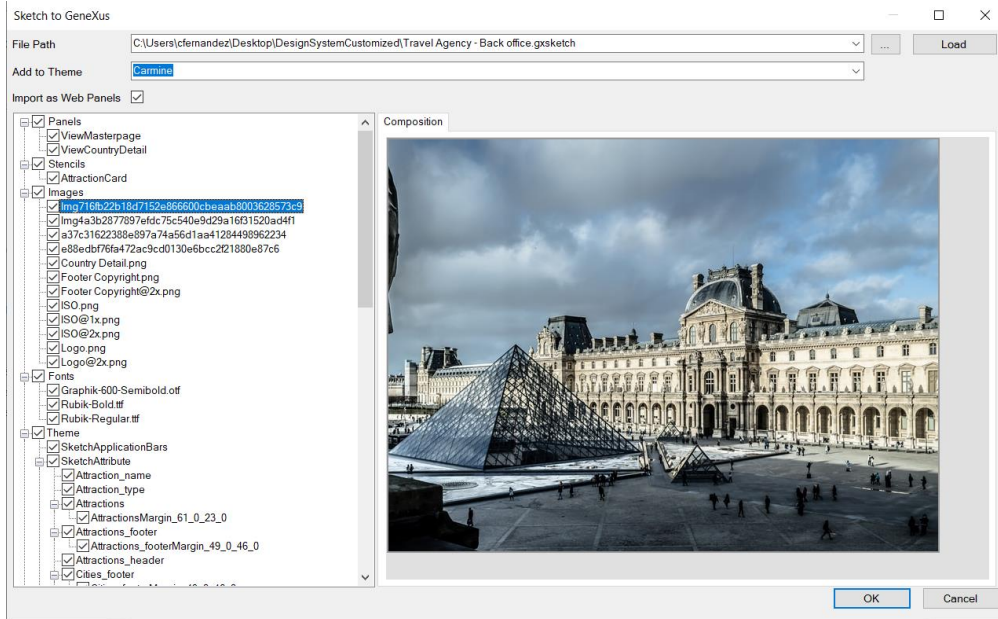 Sketch to GeneXus
File Path
C:\Users\cfernandez\Desktop\DesignSystemCustomized\Travel Agency - Back office.gxsketch
...
Load
Add to Theme
Carmine
Import as Web Panels
Panels
ViewMasterpage
ViewCountryDetail
Stencils
AttractionCard
Images
Img716fb22b18d7152e866600cbeaab8003628573c9
Img4a3b2877897efdc75c540e9d29a16f31520ad4f1
a37c31622388e897a74a56d1aa41284498962234
e88edbf76fa472ac9cd0130e6bcc2f21880e87c6
Country Detail.png
Footer Copyright.png
Footer Copyright@2x.png
ISO.png
ISO@1x.png
ISO@2x.png
Logo.png
Logo@2x.png
Fonts
Graphik-600-Semibold.otf
Rubik-Bold.ttf
Rubik-Regular.ttf
Theme
SketchApplicationBars
SketchAttribute
Attraction_name
Attraction_type
Attractions
AttractionsMargin_61_0_23_0
Attractions_footer
Attractions_footerMargin_49_0_46_0
Attractions_header
Cities_footer
Composition
OK
Cancel